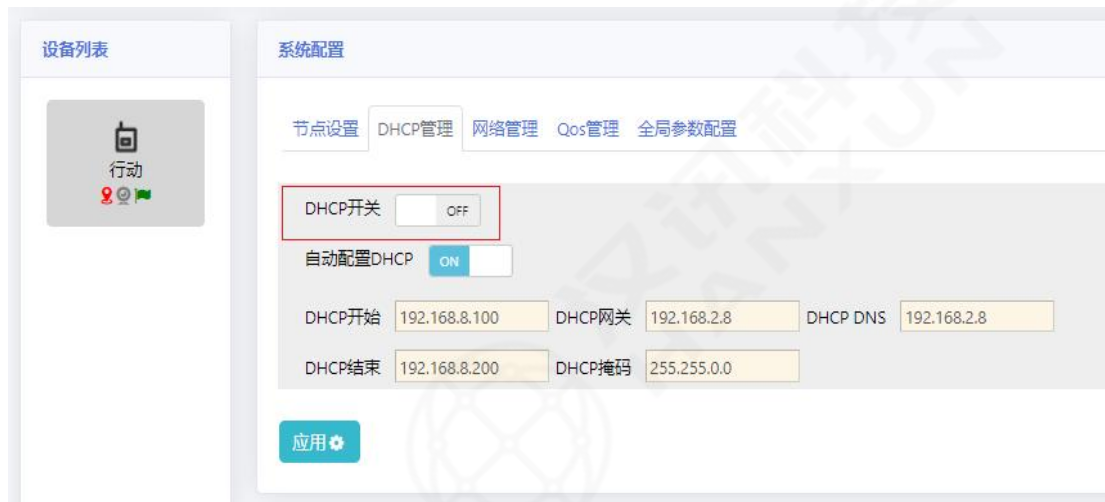 设备列表
行动
系统配置
节点设置 DHCP管理 网络管理 Qos管理 全局参数配置
DHCP开关 OFF
自动配置DHCP ON
DHCP开始 192.168.8.100 DHCP网关 192.168.2.8 DHCP DNS 192.168.2.8
DHCP结束 192.168.8.200 DHCP掩码 255.255.0.0
应用
汉讯科技
HANXUN